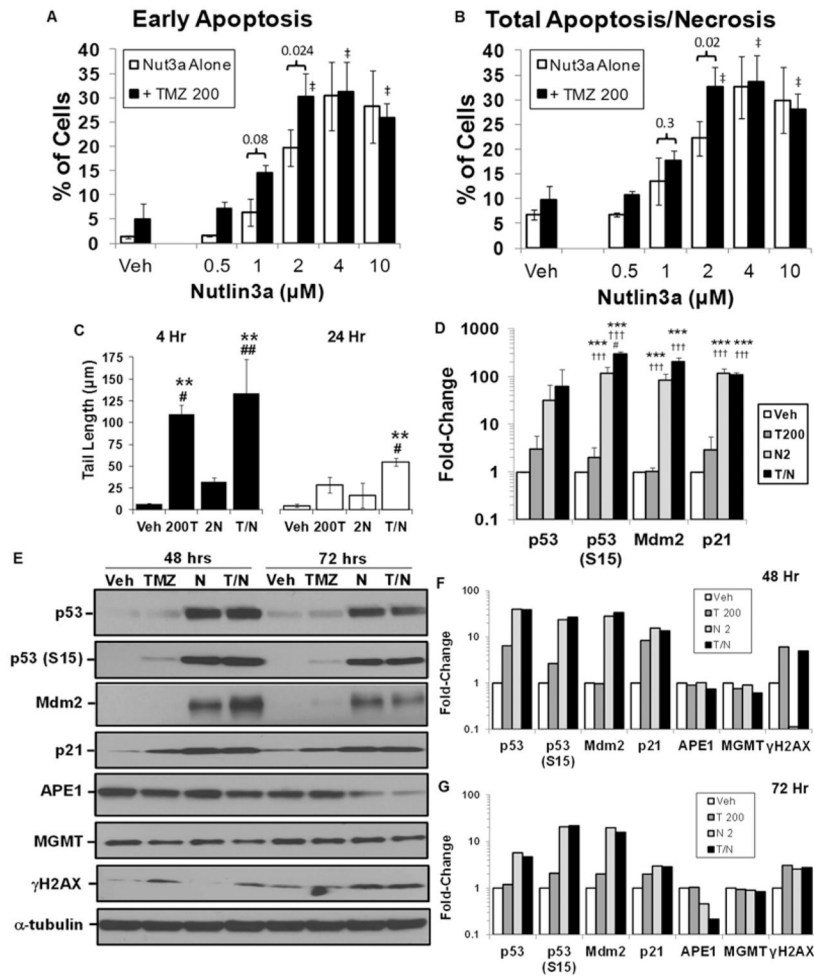 A Early Apoptosis
40
35
30
25
20
15
10
5
0
% of Cells
Nut3a Alone
+ TMZ 200
0.08
0.024
‡ ‡ ‡
Veh 0.5 1 2 4 10
Nutlin3a (µM)
B Total Apoptosis/Necrosis
40
35
30
25
20
15
10
5
0
% of Cells
Nut3a Alone
+ TMZ 200
0.3
0.02
‡ ‡ ‡
Veh 0.5 1 2 4 10
Nutlin3a (µM)
C 4 Hr 24 Hr
175
150
125
100
75
50
25
0
Tail Length (µm)
**
#
**
##
**
#
Veh 200T 2N T/N Veh 200T 2N T/N
D
1000
100
10
1
0.1
Fold-Change
***
†††
***
†††
#
***
†††
***
†††
***
†††
***
†††
Veh
T200
N2
T/N
p53 p53 Mdm2 p21
(S15)
E 48 hrs 72 hrs
Veh TMZ N T/N Veh TMZ N T/N
p53
p53 (S15)
Mdm2
p21
APE1
MGMT
γH2AX
α-tubulin
F 48 Hr
100
10
1
0.1
Fold-Change
Veh
T 200
N 2
T/N
p53 p53 Mdm2 p21 APE1 MGMT γH2AX
(S15)
G 72 Hr
100
10
1
0.1
Fold-Change
Veh
T 200
N 2
T/N
p53 p53 Mdm2 p21 APE1 MGMT γH2AX
(S15)